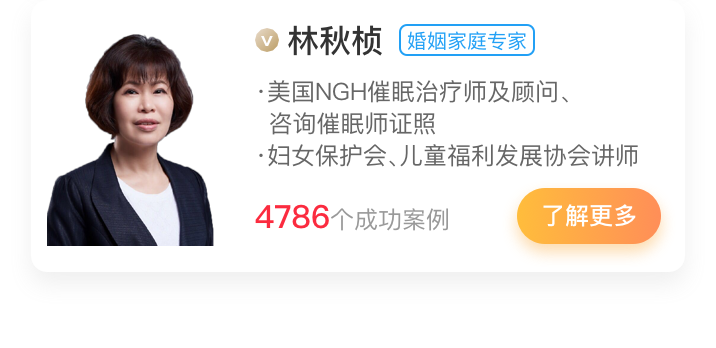 V 林秋桢 婚姻家庭专家
·美国NGH催眠治疗师及顾问、
咨询催眠师证照
·妇女保护会、儿童福利发展协会讲师
4786个成功案例 了解更多